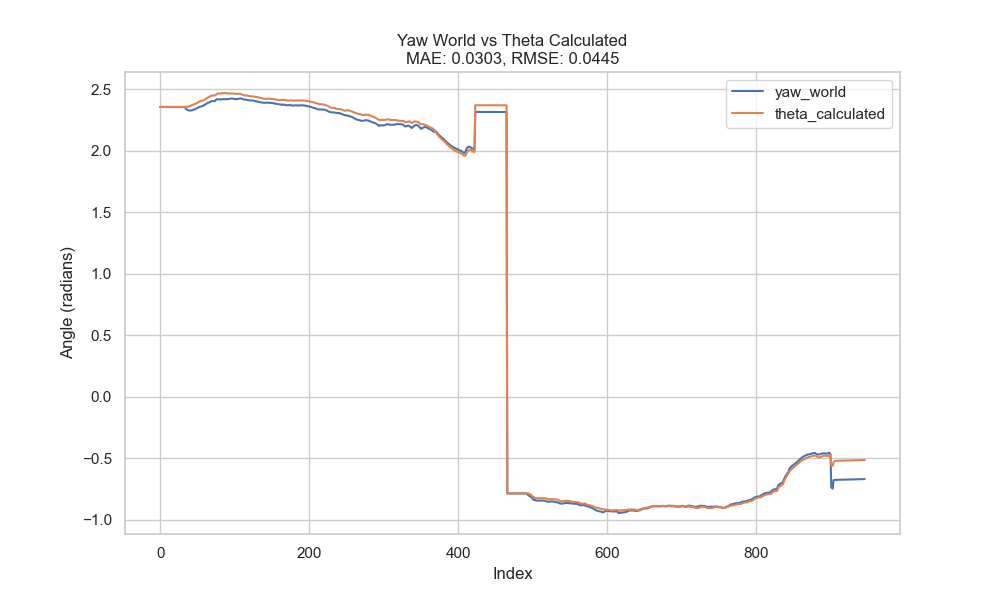 Yaw World vs Theta Calculated
MAE: 0.0303, RMSE: 0.0445
yaw_world
theta_calculated
2.5
2.0
1.5
1.0
0.5
0.0
−0.5
−1.0
Angle (radians)
0
200
400
600
800
Index